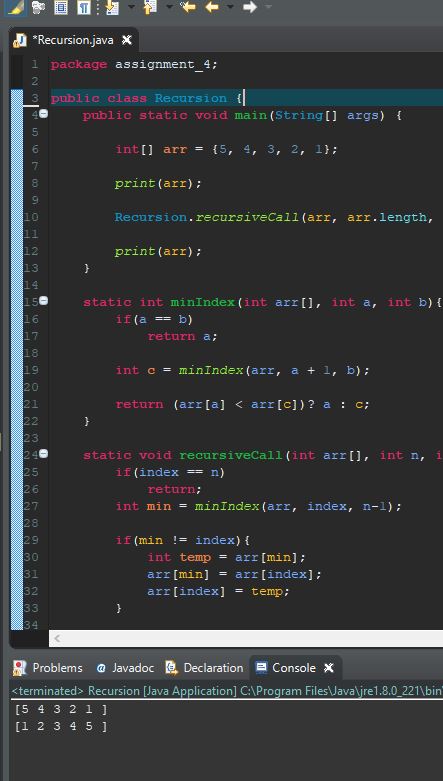 *Recursion.java
1 package assignment_4;
2
3 public class Recursion {
4 public static void main(String[] args) {
5
6 int[] arr = {5, 4, 3, 2, 1};
7
8 print(arr);
9
10 Recursion.recursiveCall(arr, arr.length,
11
12 print(arr);
13 }
14
15 static int minIndex(int arr[], int a, int b){
16 if(a == b)
17 return a;
18
19 int c = minIndex(arr, a + 1, b);
20
21 return (arr[a] < arr[c])? a : c;
22 }
23
24 static void recursiveCall(int arr[], int n, i
25 if(index == n)
26 return;
27 int min = minIndex(arr, index, n-1);
28
29 if(min != index){
30 int temp = arr[min];
31 arr[min] = arr[index];
32 arr[index] = temp;
33 }
34
Problems Javadoc Declaration Console
<terminated> Recursion [Java Application] C:\Program Files\Java\jre1.8.0_221\bin\
[5 4 3 2 1 ]
[1 2 3 4 5 ]